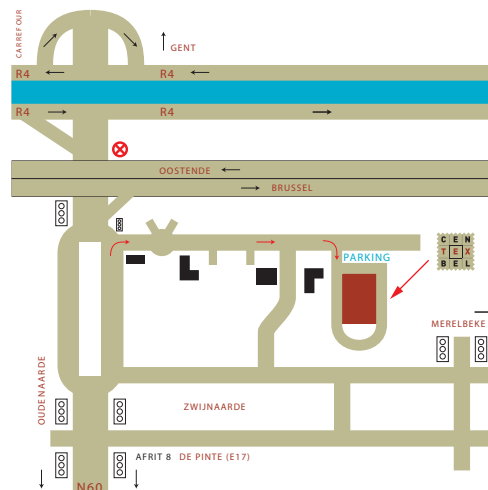 CARREFOUR
GENT
R4 R4
R4 R4
OOSTENDE
BRUSSEL
CEN
TEX
BEL
PARKING
MERELBEKE
OUDENAARDE
ZWIJNAARDE
AFRIT 8 DE PINTE (E17)
N60